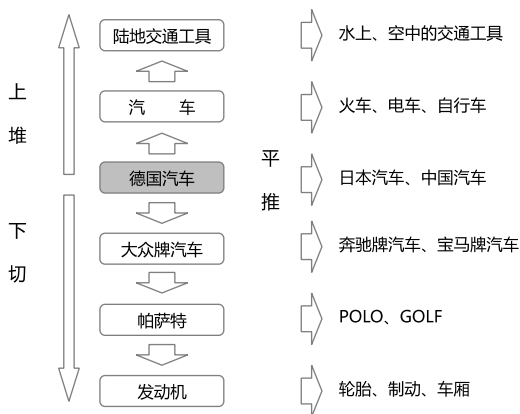 上堆
下切
平推
陆地交通工具
水上、空中的交通工具
汽 车
火车、电车、自行车
德国汽车
日本汽车、中国汽车
大众牌汽车
奔驰牌汽车、宝马牌汽车
帕萨特
POLO、GOLF
发动机
轮胎、制动、车厢